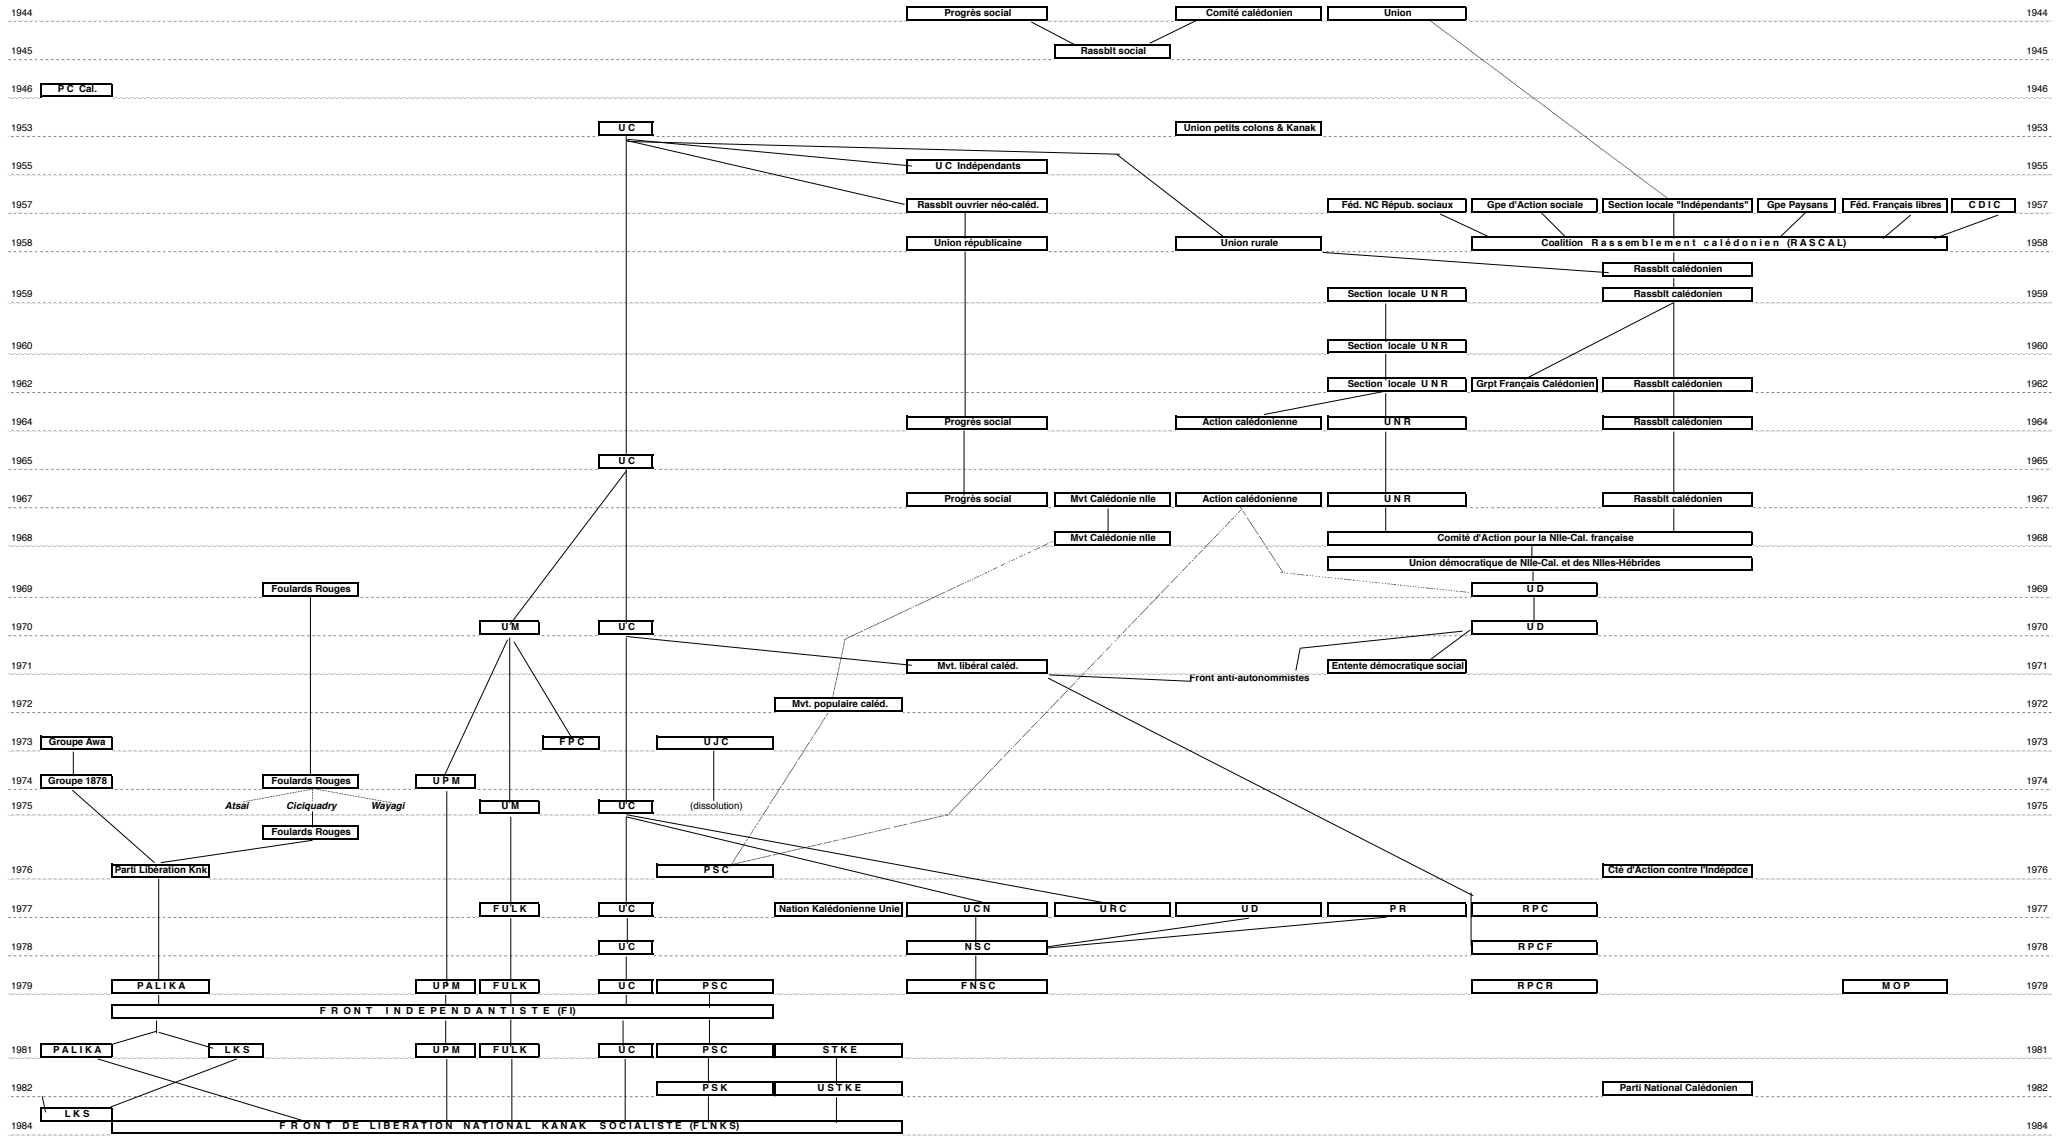 1944 Progrès social Comité calédonien Union 1944
1945 Rassblt social 1945
1946 P C Cal. 1946
1953 U C Union petits colons & Kanak 1953
1955 U C Indépendants 1955
1957 Rassblt ouvrier néo-caléd. Féd. NC Répub. sociaux Gpe d'Action sociale Section locale "Indépendants" Gpe Paysans Féd. Français libres C D I C 1957
1958 Union républicaine Union rurale Coalition R a s s e m b l e m e n t c a l é d o n i e n (R A S C A L) 1958
Rassblt calédonien
1959 Section locale U N R Rassblt calédonien 1959
1960 Section locale U N R 1960
1962 Section locale U N R Grpt Français Calédonien Rassblt calédonien 1962
1964 Progrès social Action calédonienne U N R Rassblt calédonien 1964
1965 U C 1965
1967 Progrès social Mvt Calédonie nlle Action calédonienne U N R Rassblt calédonien 1967
1968 Mvt Calédonie nlle Comité d'Action pour la Nlle-Cal. française 1968
Union démocratique de Nlle-Cal. et des Nlles-Hébrides
1969 Foulards Rouges U D 1969
1970 U M U C U D 1970
1971 Mvt. libéral caléd. Entente démocratique social 1971
Front anti-autonommistes
1972 Mvt. populaire caléd. 1972
1973 Groupe Awa F P C U J C 1973
1974 Groupe 1878 Foulards Rouges U P M 1974
1975 Atsaï Ciciquadry Wayagi U M U C (dissolution) 1975
Foulards Rouges
1976 Parti Libération Knk P S C Cté d'Action contre l'Indépdce 1976
1977 F U L K U C Nation Kalédonienne Unie U C N U R C U D P R R P C 1977
1978 U C N S C R P C F 1978
1979 P A L I K A U P M F U L K U C P S C F N S C R P C R M O P 1979
F R O N T I N D E P E N D A N T I S T E (F I)
1981 P A L I K A L K S U P M F U L K U C P S C S T K E 1981
1982 P S K U S T K E Parti National Calédonien 1982
L K S
1984 F R O N T D E L I B E R A T I O N N A T I O N A L K A N A K S O C I A L I S T E (F L N K S) 1984